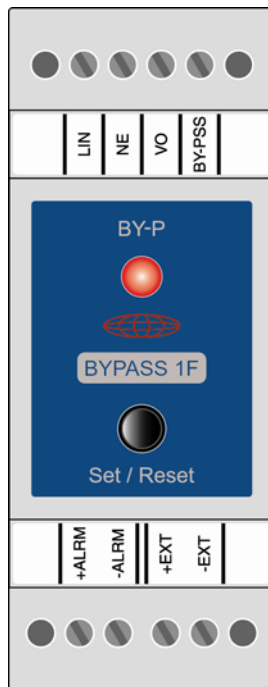 LIN NE VO BY-PSS
BY-P
BYPASS 1F
Set / Reset
+ALRM -ALRM +EXT -EXT